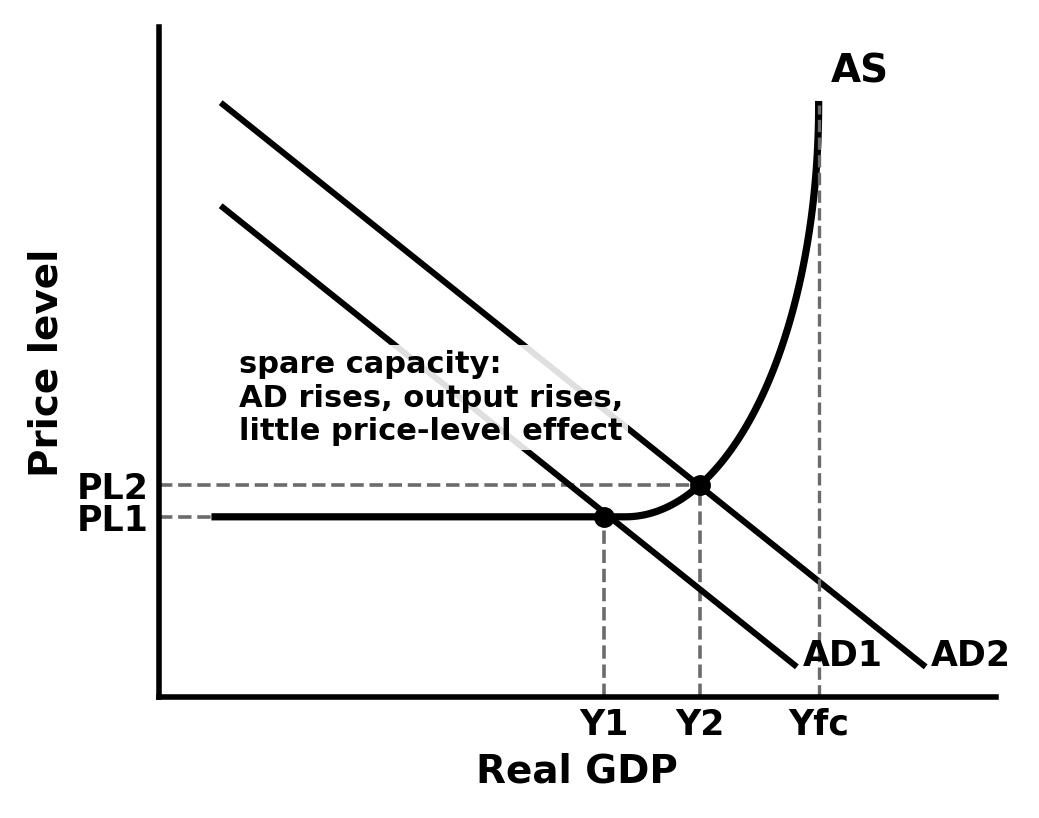 AS
Price level
spare capacity:
AD rises, output rises,
little price-level effect
PL2
PL1
AD1
AD2
Y1
Y2
Yfc
Real GDP